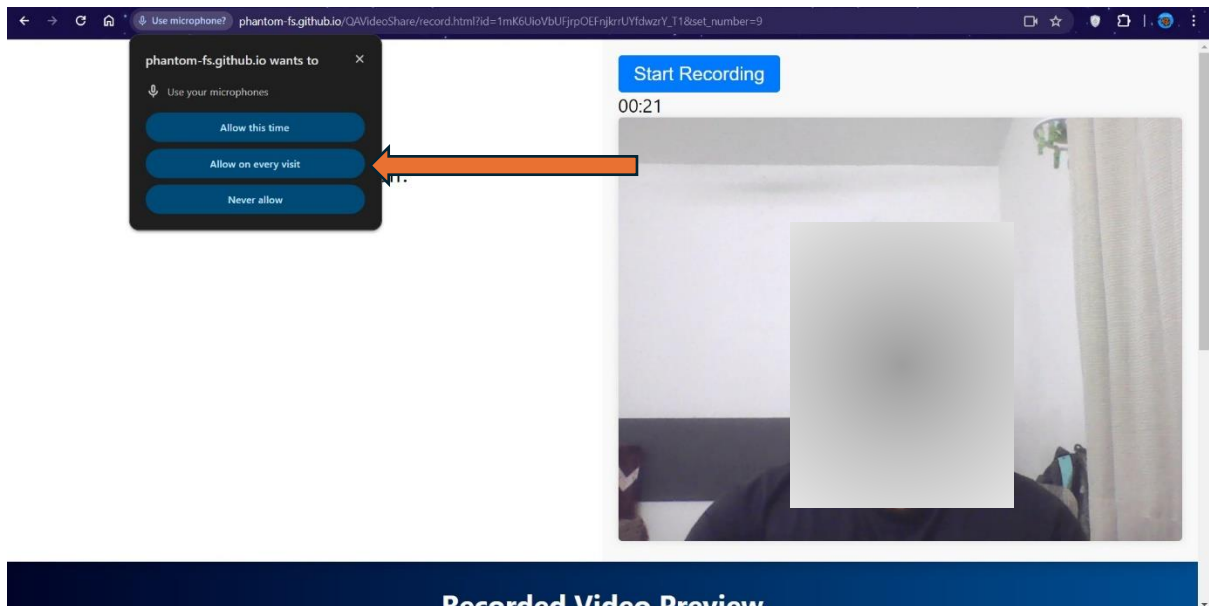 Use microphone?
phantom-fs.github.io/QAVideoShare/record.html?id=1mK6UioVbUFjrpOEFnjkrrUYfdwzrY_T1&set_number=9
phantom-fs.github.io wants to
Use your microphones
Allow this time
Allow on every visit
Never allow
Start Recording
00:21
Recorded Video Preview